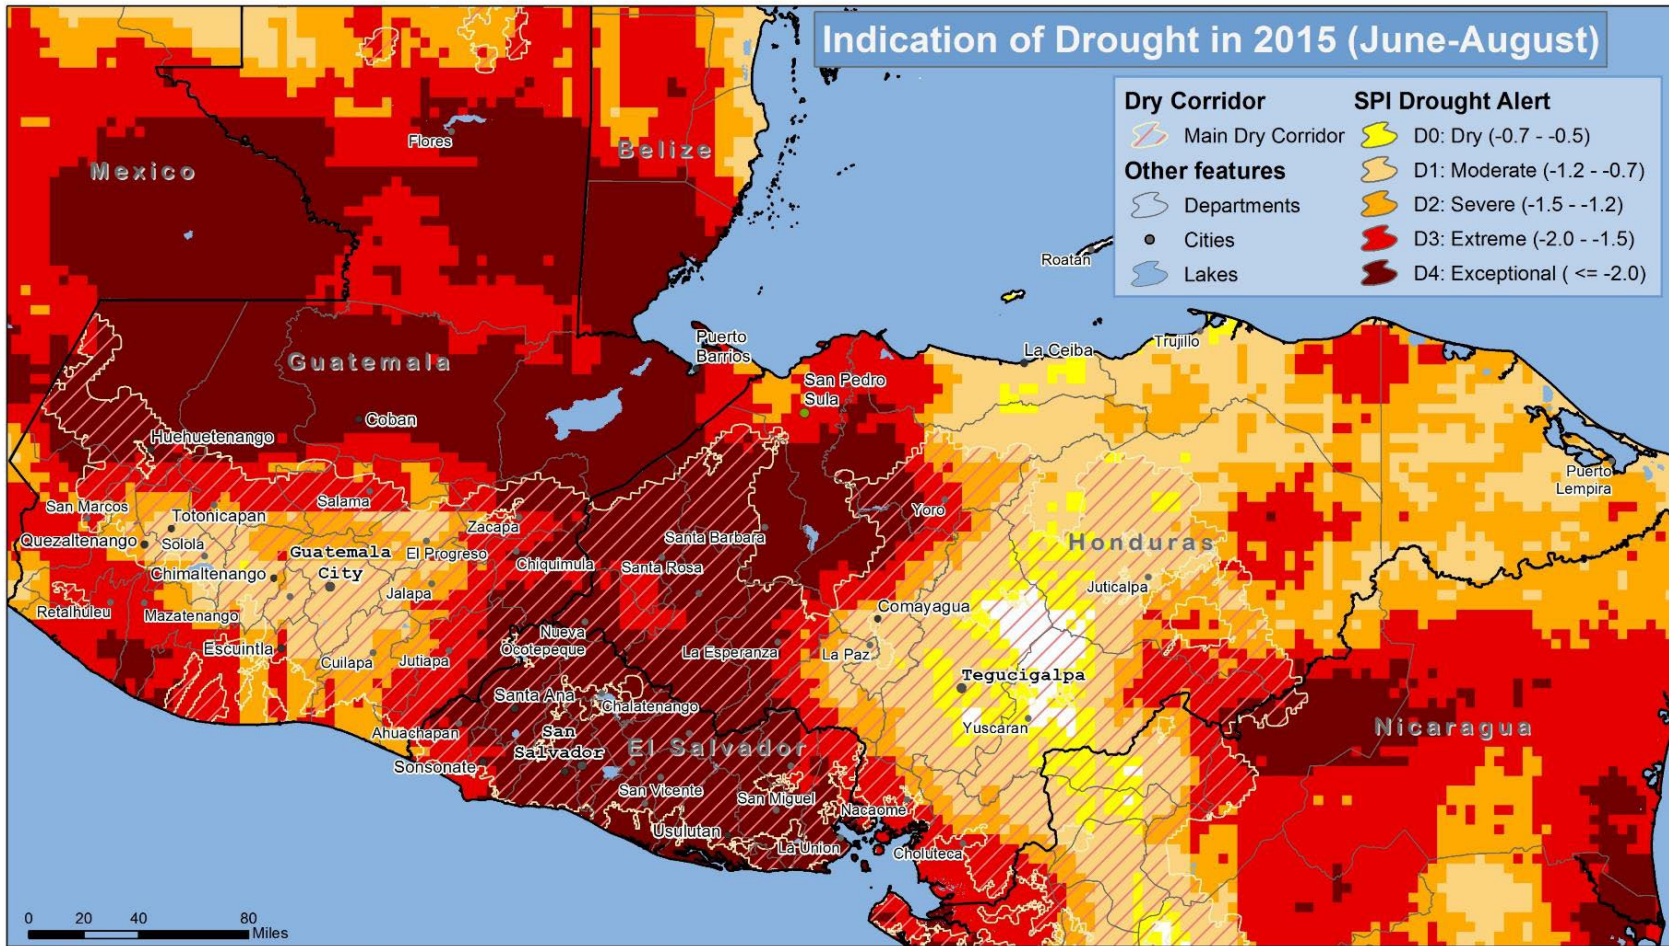 Indication of Drought in 2015 (June-August)
Dry Corridor
Main Dry Corridor
Other features
Departments
Cities
Lakes
SPI Drought Alert
D0: Dry (-0.7 - -0.5)
D1: Moderate (-1.2 - -0.7)
D2: Severe (-1.5 - -1.2)
D3: Extreme (-2.0 - -1.5)
D4: Exceptional ( <= -2.0)
Flores
Belize
Mexico
Roatan
Puerto
Barrios
Trujillo
La Ceiba
Guatemala
San Pedro
Sula
Coban
Huehuetenango
Puerto
Lempira
Salama
San Marcos
Totonicapan
Zacapa
Yoro
Quezaltenango
Solola
Santa Barbara
Honduras
Guatemala
City
El Progreso
Chiquimula
Santa Rosa
Chimaltenango
Jalapa
Juticalpa
Retalhuleu
Mazatenango
Comayagua
Nueva
Ocotepeque
Escuintla
Cuilapa
Jutiapa
La Esperanza
La Paz
Tegucigalpa
Santa Ana
Chalatenango
Yuscaran
Nicaragua
Ahuachapan
San
Salvador
El Salvador
Sonsonate
San Vicente
San Miguel
Nacaome
Usulutan
La Union
Choluteca
0 20 40 80
Miles